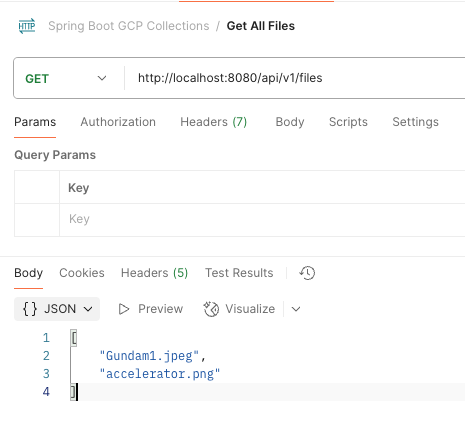 HTTP Spring Boot GCP Collections / Get All Files
GET http://localhost:8080/api/v1/files
Params Authorization Headers (7) Body Scripts Settings
Query Params
Key
Key
Body Cookies Headers (5) Test Results
{ } JSON Preview Visualize
1 [
2 "Gundam1.jpeg",
3 "accelerator.png"
4 ]